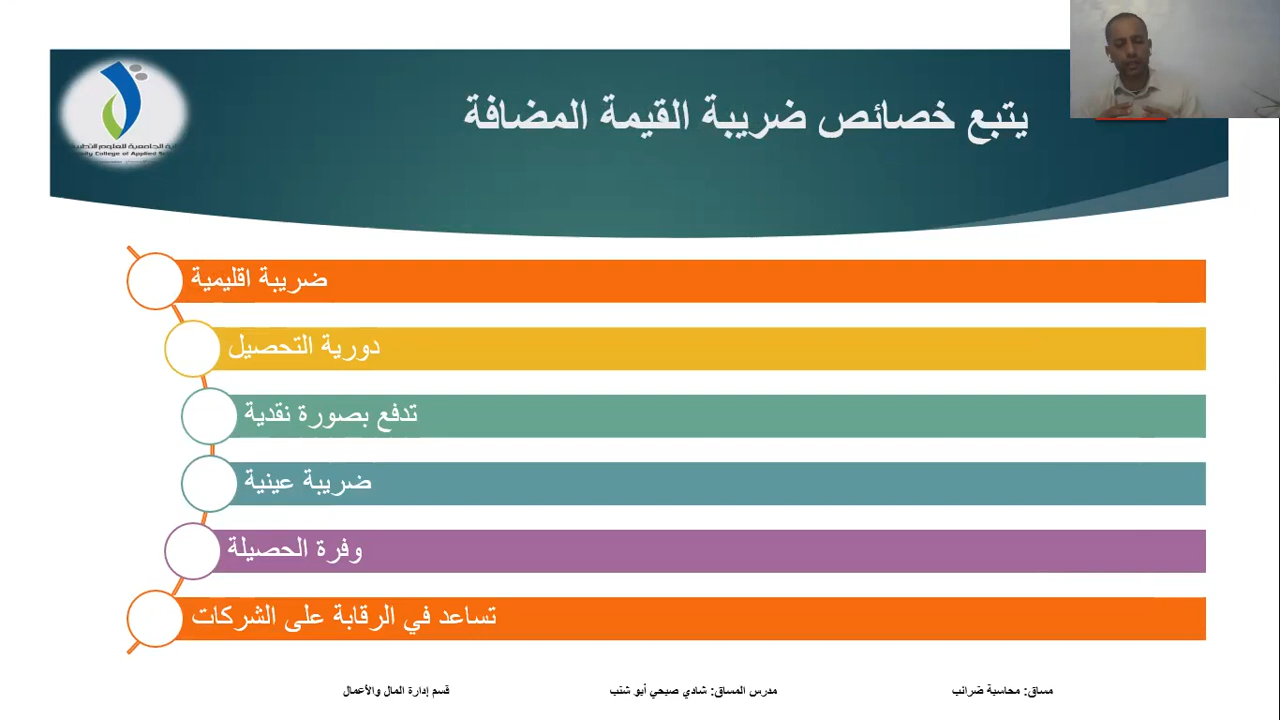 يتبع خصائص ضريبة القيمة المضافة
ضريبة اقليمية
دورية التحصيل
تدفع بصورة نقدية
ضريبة عينية
وفرة الحصيلة
تساعد في الرقابة على الشركات
مساق: محاسبة ضرائب
مدرس المساق: شادي صبحي أبو شنب
قسم إدارة المال والأعمال